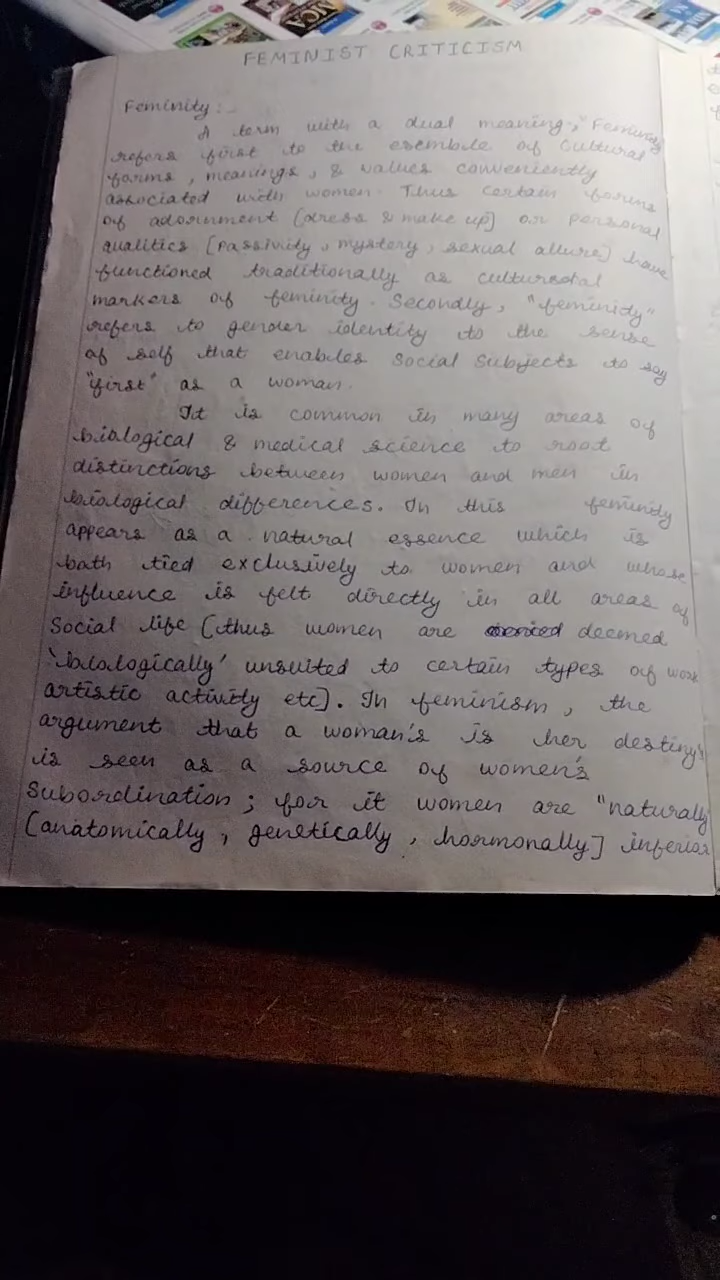 MCA
FEMINIST CRITICISM
Feminity:-
A term with a dual meaning, "Feminity
refers first to the esemble of cultural
forms, meanings, & values conveniently
associated with women. Thus certain forms
of adornment [dress & make up] or personal
qualities [passivity, mystery, sexual allure] have
functioned traditionally as culturedal
markers of feminity. Secondly, "feminidy"
refers to gender identity to the sense
of self that enables social subjects to say
"first" as a woman.
It is common in many areas of
biological & medical science to root
distinctions between women and men in
biological differences. In this feminity
appears as a natural essence which is
bath tied exclusively to women and whose
influence is felt directly in all areas of
social life (thus women are deemed
'biologically' unsuited to certain types of work
artistic activity etc]. In feminism, the
argument that a woman's is her destiny's
is seen as a source of women's
subordination; for it women are "naturally
[anatomically, genetically, hormonally] inferior